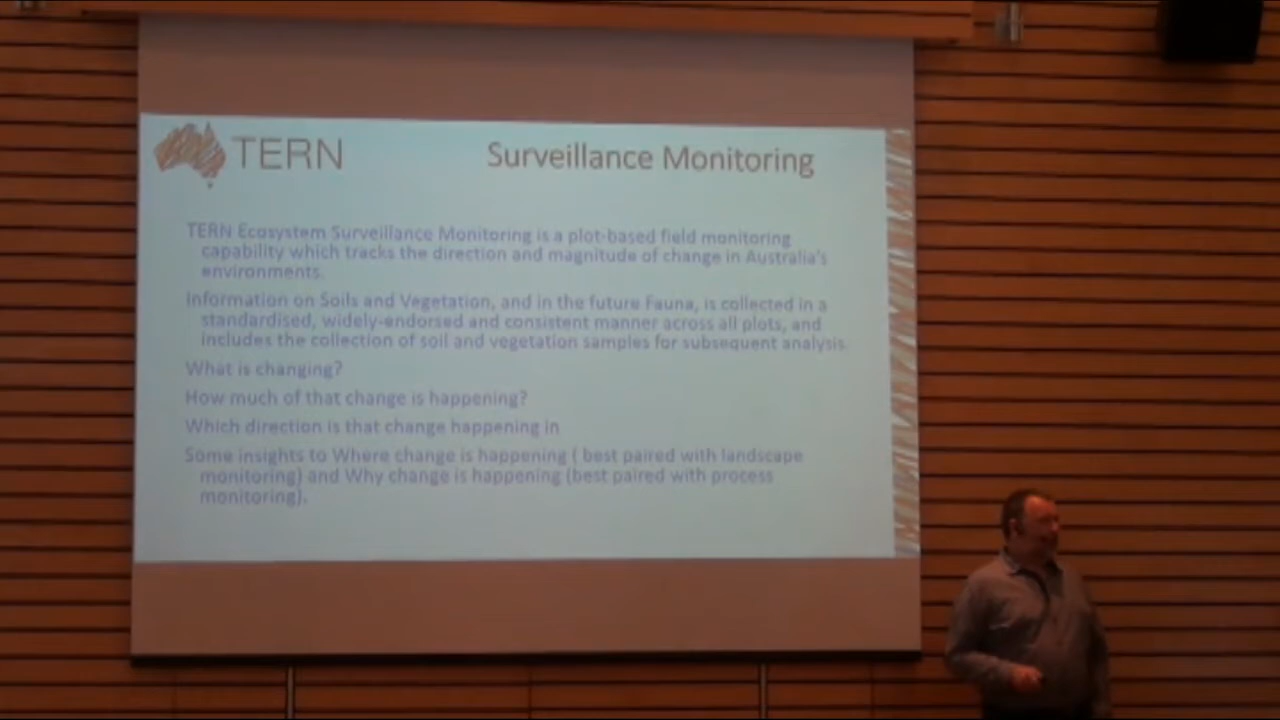 TERN
Surveillance Monitoring
TERN Ecosystem Surveillance Monitoring is a plot-based field monitoring
capability which tracks the direction and magnitude of change in Australia's
environments.
Information on Soils and Vegetation, and in the future Fauna, is collected in a
standardised, widely-endorsed and consistent manner across all plots, and
includes the collection of soil and vegetation samples for subsequent analysis.
What is changing?
How much of that change is happening?
Which direction is that change happening in
Some insights to Where change is happening ( best paired with landscape
monitoring) and Why change is happening (best paired with process
monitoring).